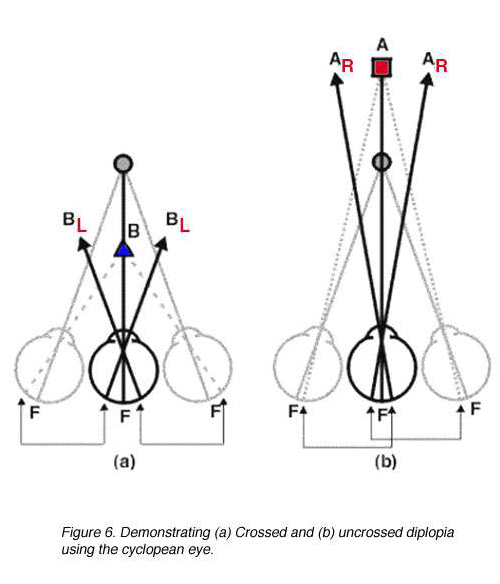 A
AR AR
BL B BL
F F F F F F
(a) (b)
Figure 6. Demonstrating (a) Crossed and (b) uncrossed diplopia
using the cyclopean eye.